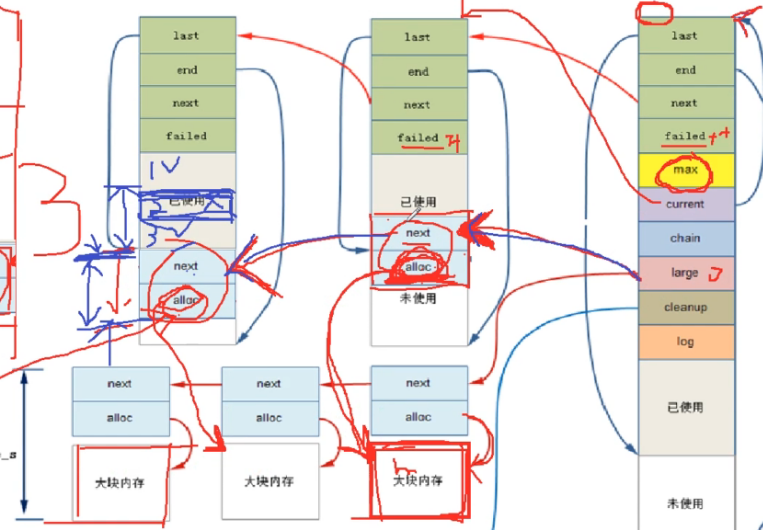 last
end
next
failed
已使用
next
alloc
last
end
next
failed
已使用
next
alloc
未使用
last
end
next
failed ++
max
current
chain
large
cleanup
log
已使用
未使用
next
alloc
大块内存
next
alloc
大块内存
next
alloc
大块内存
3
_s